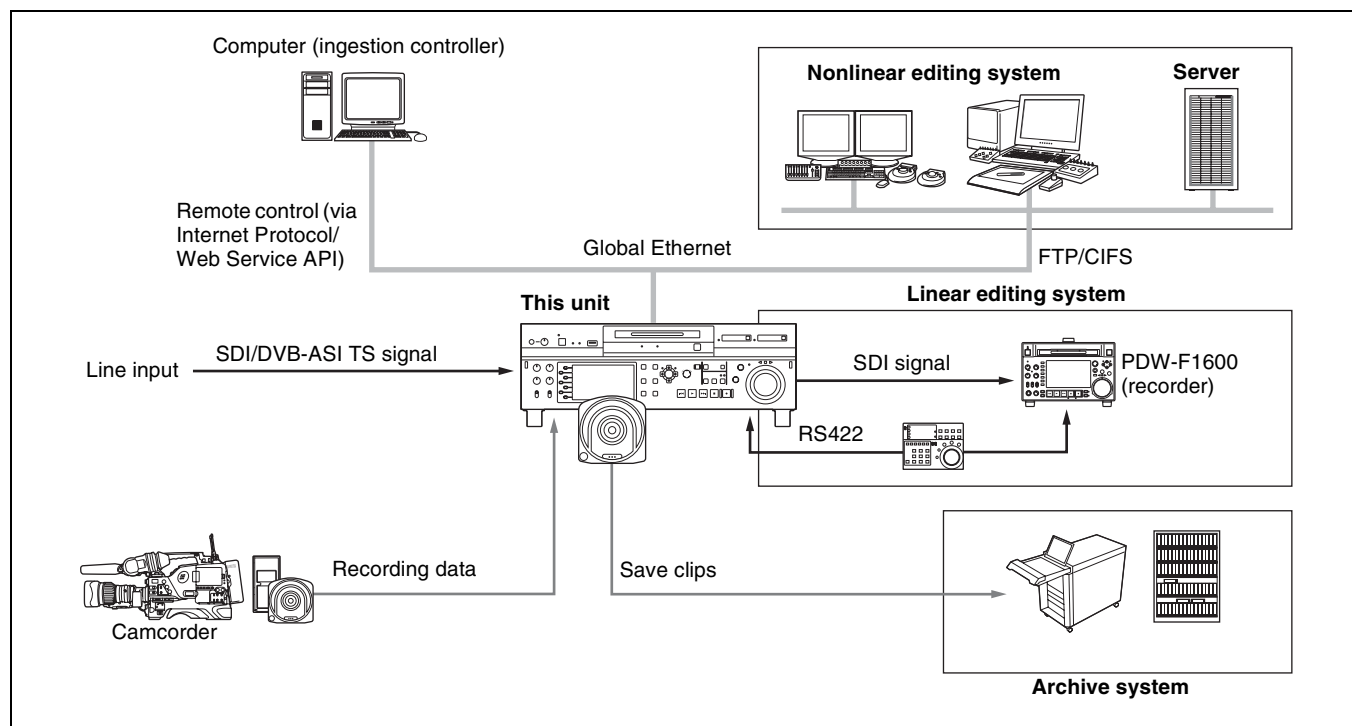 Computer (ingestion controller)
Nonlinear editing system
Server
Remote control (via
Internet Protocol/
Web Service API)
Global Ethernet
FTP/CIFS
This unit
Linear editing system
Line input
SDI/DVB-ASI TS signal
SDI signal
PDW-F1600
(recorder)
RS422
Recording data
Save clips
Camcorder
Archive system